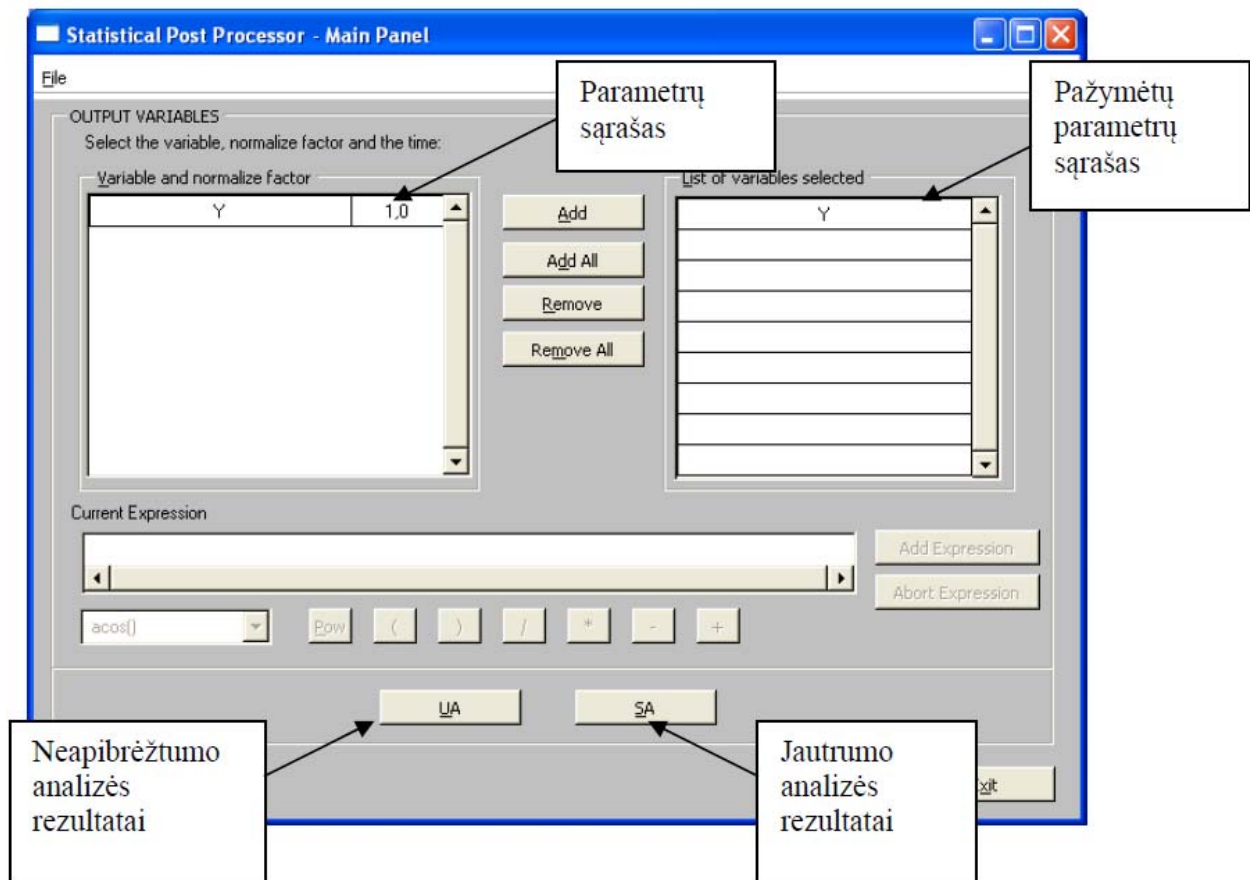 Statistical Post Processor - Main Panel
File
Parametrų
sąrašas
Pažymėtų
parametrų
sąrašas
OUTPUT VARIABLES
Select the variable, normalize factor and the time:
Variable and normalize factor
List of variables selected
Y 1,0
Y
Add
Add All
Remove
Remove All
Current Expression
Add Expression
Abort Expression
acos()
Pow ( ) / * - +
UA SA
Neapibrėžtumo
analizės
rezultatai
Jautrumo
analizės
rezultatai
Exit